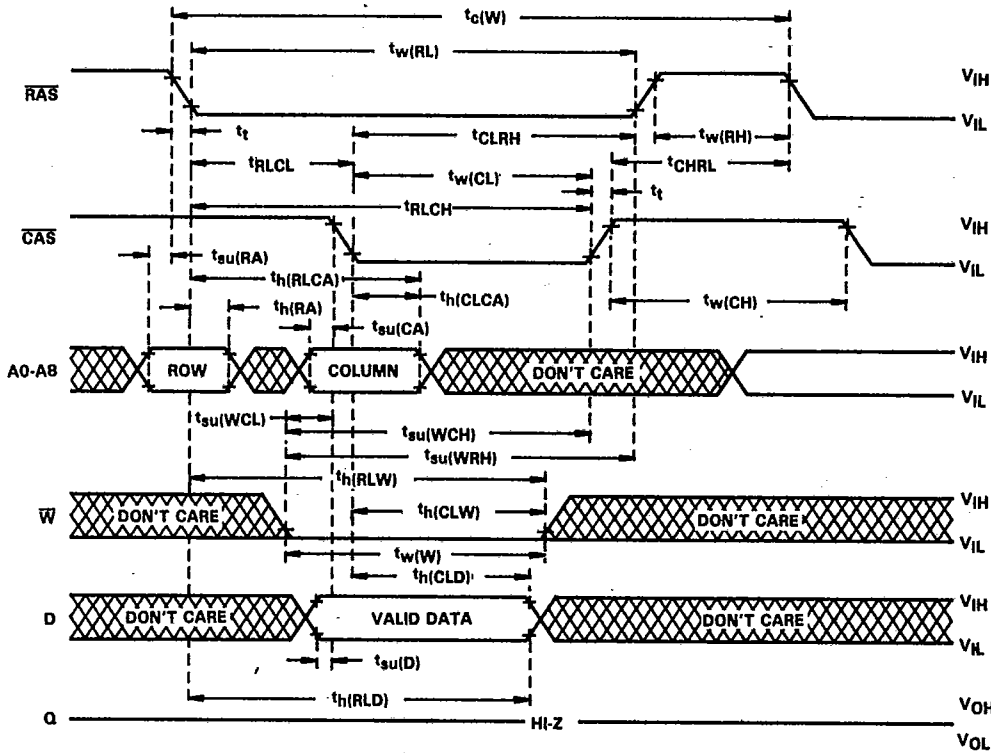 tc(W)
tw(RL)
RAS VIH
VIL
tt tCLRH tw(RH)
tRLCL tw(CL) tCHRL
tRLCH tt
CAS VIH
VIL
tsu(RA)
th(RLCA)
th(RA) th(CLCA) tw(CH)
tsu(CA)
A0-A8 ROW COLUMN DON'T CARE VIH
VIL
tsu(WCL)
tsu(WCH)
tsu(WRH)
th(RLW)
W DON'T CARE th(CLW) DON'T CARE VIH
VIL
tw(W)
th(CLD)
D DON'T CARE VALID DATA DON'T CARE VIH
VIL
tsu(D)
th(RLD)
Q HI-Z VOH
VOL